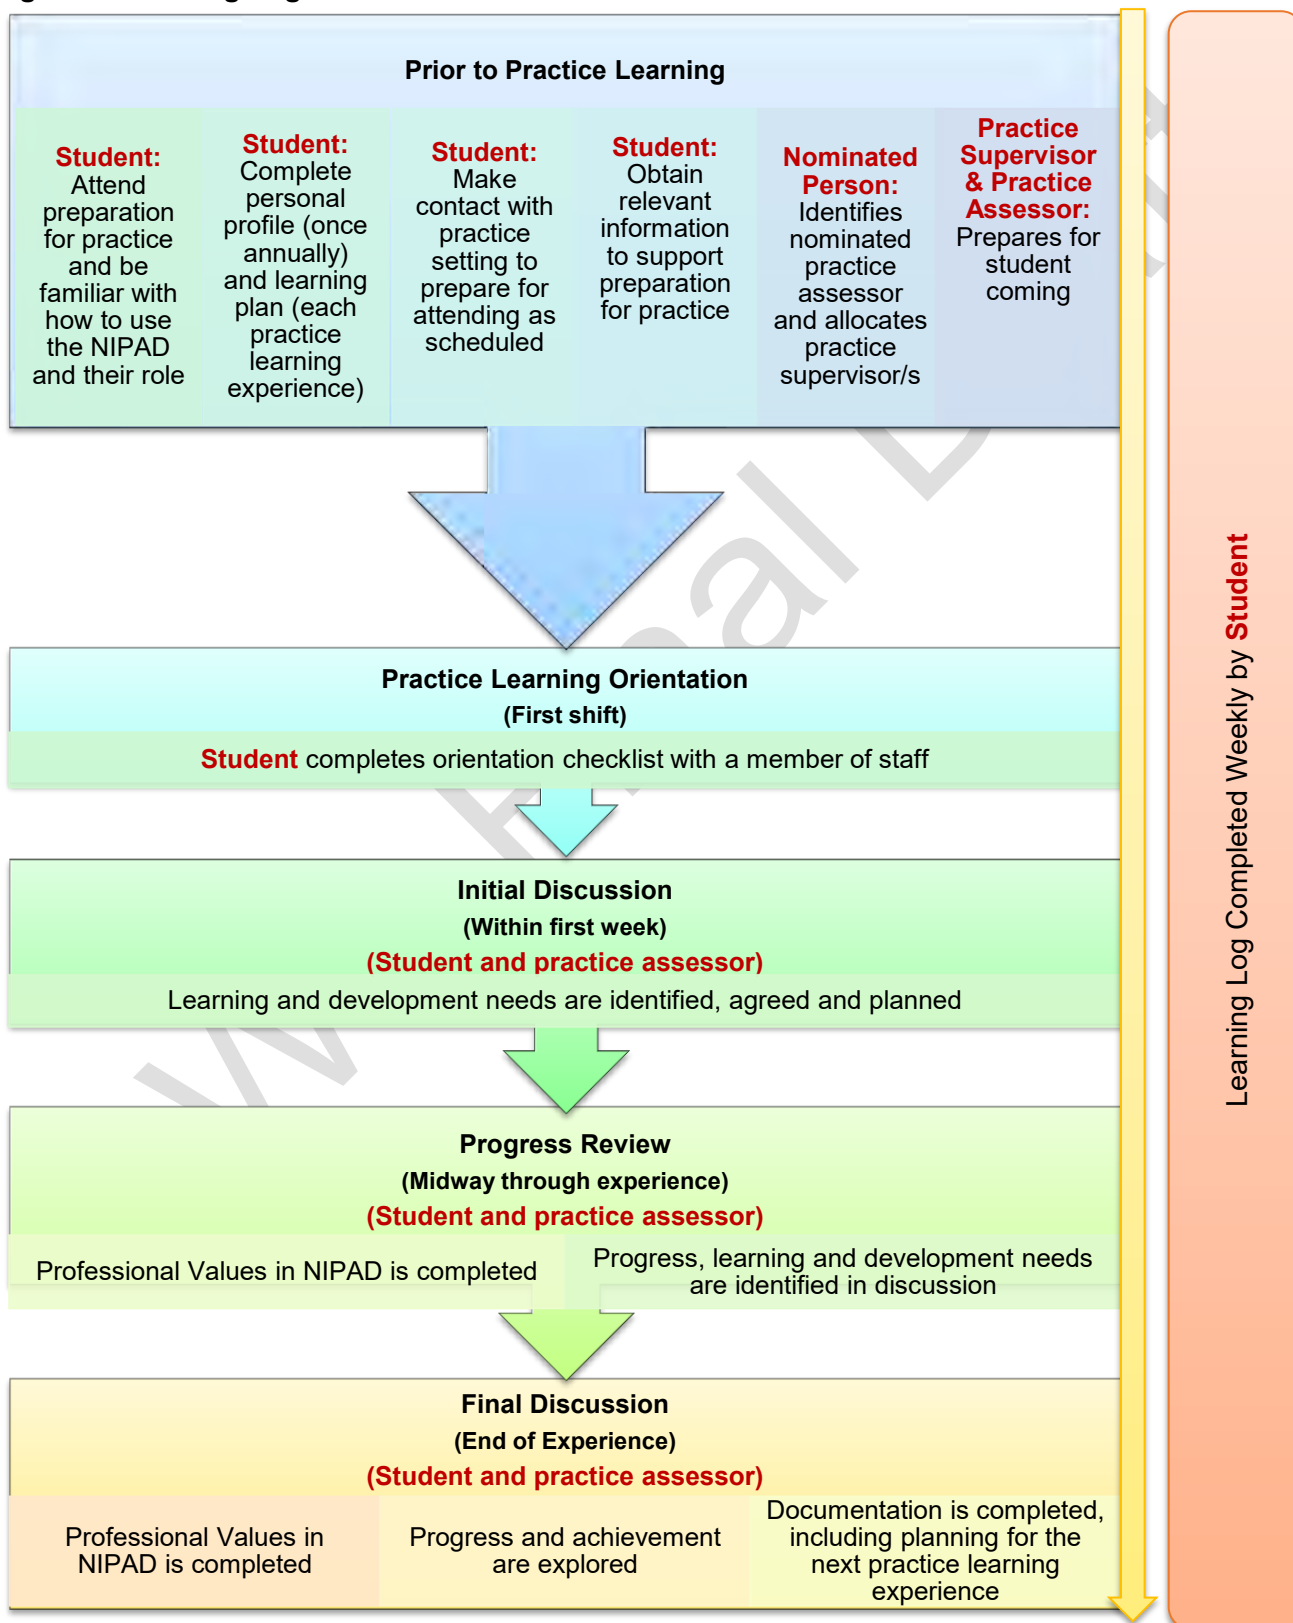 Prior to Practice Learning
Student:
Attend
preparation
for practice
and be
familiar with
how to use
the NIPAD
and their role
Student:
Complete
personal
profile (once
annually)
and learning
plan (each
practice
learning
experience)
Student:
Make
contact with
practice
setting to
prepare for
attending as
scheduled
Student:
Obtain
relevant
information
to support
preparation
for practice
Nominated
Person:
Identifies
nominated
practice
assessor
and allocates
practice
supervisor/s
Practice
Supervisor
& Practice
Assessor:
Prepares for
student
coming
Practice Learning Orientation
(First shift)
Student completes orientation checklist with a member of staff
Initial Discussion
(Within first week)
(Student and practice assessor)
Learning and development needs are identified, agreed and planned
Progress Review
(Midway through experience)
(Student and practice assessor)
Professional Values in NIPAD is completed
Progress, learning and development needs
are identified in discussion
Final Discussion
(End of Experience)
(Student and practice assessor)
Professional Values in
NIPAD is completed
Progress and achievement
are explored
Documentation is completed,
including planning for the
next practice learning
experience
Learning Log Completed Weekly by Student